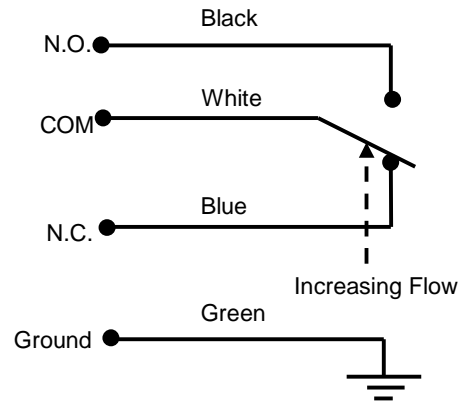 Black
N.O.
White
COM
Blue
N.C.
Increasing Flow
Green
Ground